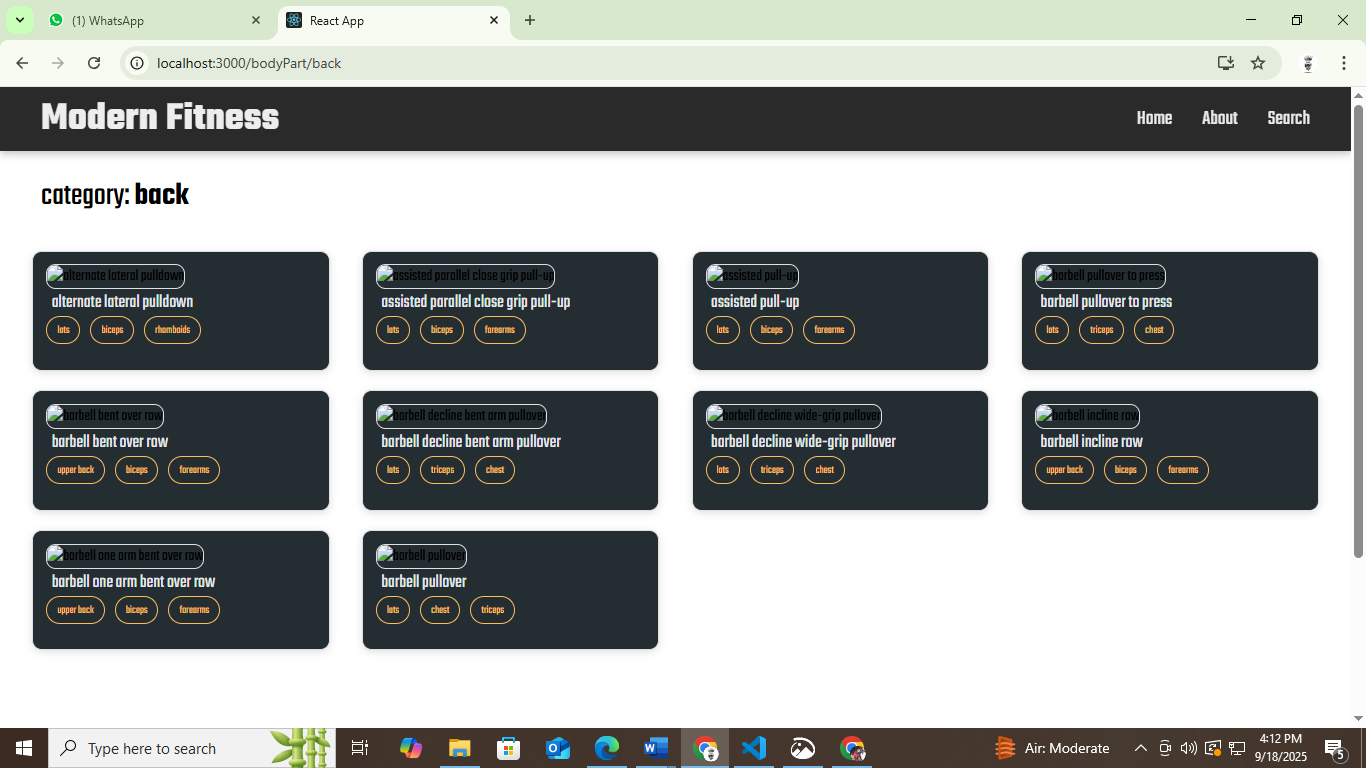 (1) WhatsApp
React App
localhost:3000/bodyPart/back
Modern Fitness
Home About Search
category: back
alternate lateral pulldown assisted parallel close grip pull-up assisted pull-up barbell pullover to press
alternate lateral pulldown assisted parallel close grip pull-up assisted pull-up barbell pullover to press
lats biceps rhomboids lats biceps forearms lats biceps forearms lats triceps chest
barbell bent over row barbell decline bent arm pullover barbell decline wide-grip pullover barbell incline row
barbell bent over row barbell decline bent arm pullover barbell decline wide-grip pullover barbell incline row
upper back biceps forearms lats triceps chest lats triceps chest upper back biceps forearms
barbell one arm bent over row barbell pullover
barbell one arm bent over row barbell pullover
upper back biceps forearms lats chest triceps
Type here to search
Air: Moderate
4:12 PM
9/18/2025
5